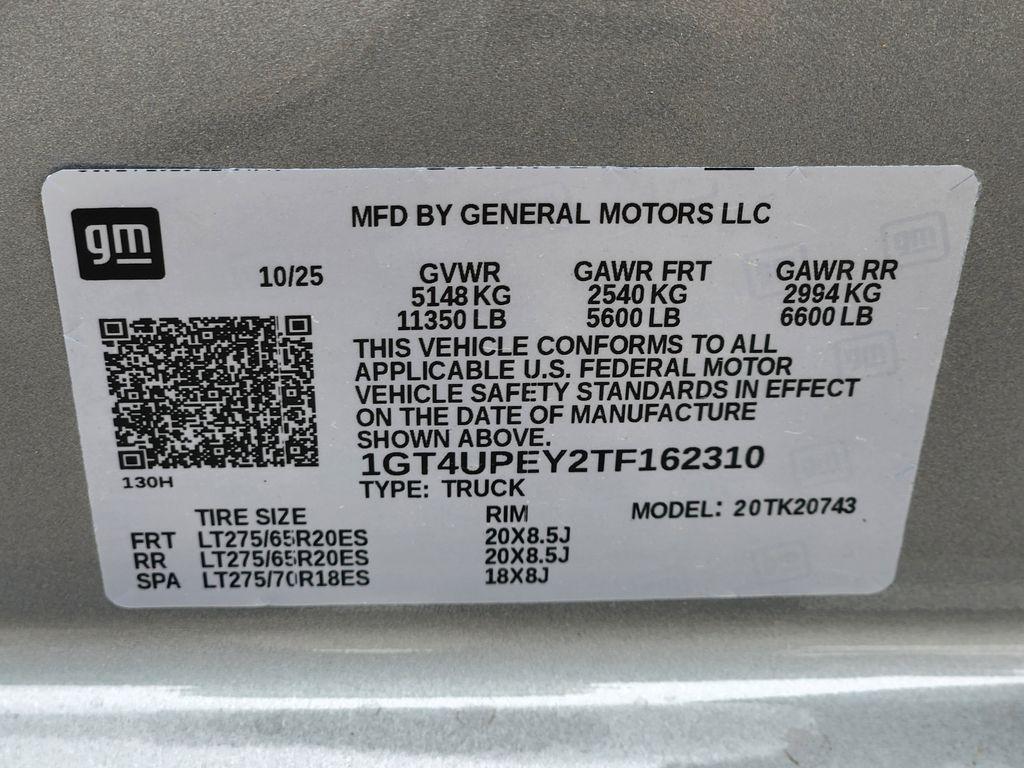 gm
MFD BY GENERAL MOTORS LLC
10/25
GVWR GAWR FRT GAWR RR
5148 KG 2540 KG 2994 KG
11350 LB 5600 LB 6600 LB
THIS VEHICLE CONFORMS TO ALL
APPLICABLE U.S. FEDERAL MOTOR
VEHICLE SAFETY STANDARDS IN EFFECT
ON THE DATE OF MANUFACTURE
SHOWN ABOVE.
1GT4UPEY2TF162310
130H
TYPE: TRUCK
MODEL: 20TK20743
TIRE SIZE RIM
FRT LT275/65R20ES 20X8.5J
RR LT275/65R20ES 20X8.5J
SPA LT275/70R18ES 18X8J